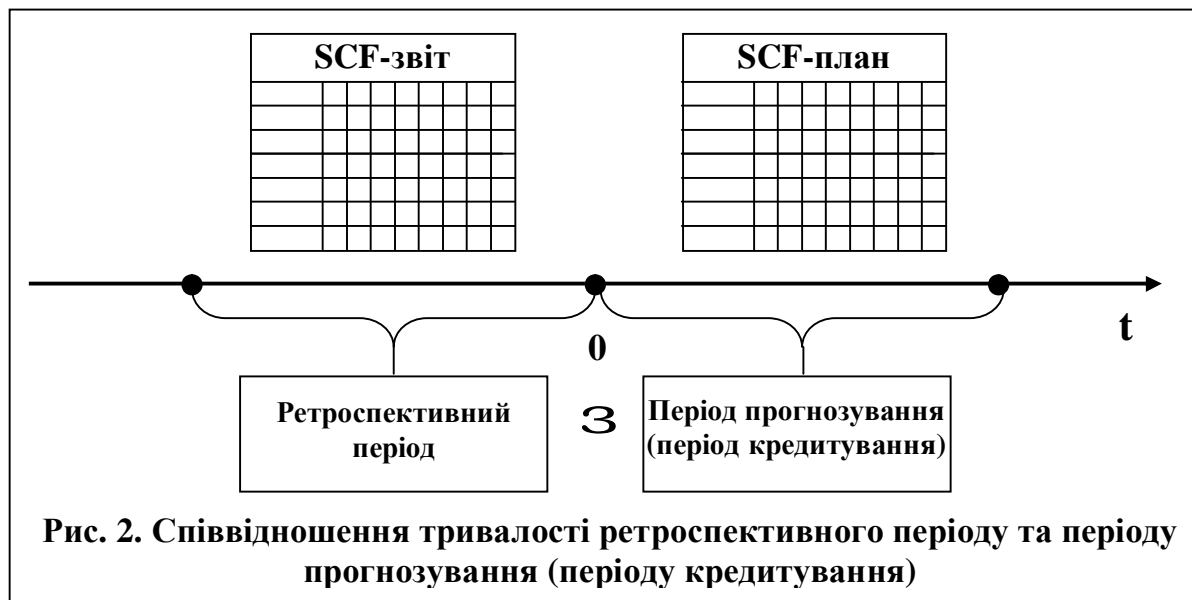 SCF-звіт
SCF-план
0
t
Ретроспективний
період
З
Період прогнозування
(період кредитування)
Рис. 2. Співвідношення тривалості ретроспективного періоду та періоду
прогнозування (періоду кредитування)